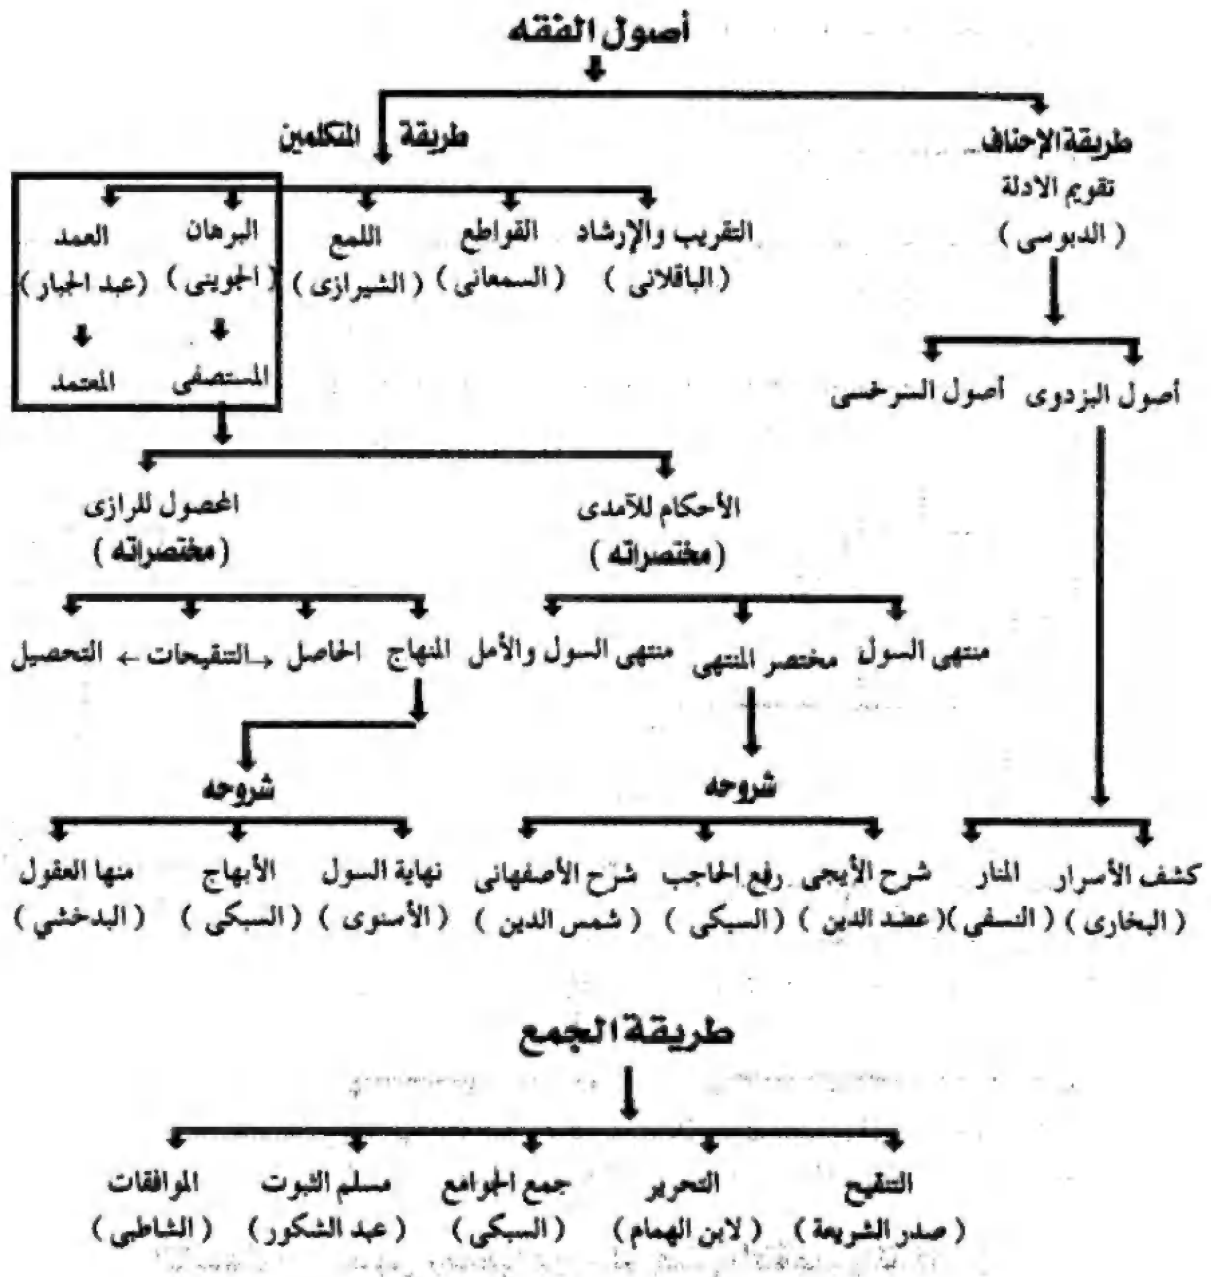 أصول الفقه
طريقة الإحناف
تقويم الادلة
( الدبوسى )
أصول البزدوى أصول السرخسى
طريقة المتكلمين
التقريب والإرشاد القواطع اللمع البرهان العمد
( الباقلانى ) ( السمعانى ) ( الشيرازى ) ( الجوينى ) ( عبد الجبار )
المستصفى المعتمد
الأحكام للآمدى المحصول للرازى
( مختصراته ) ( مختصراته )
منتهى السول مختصر المنتهى منتهى السول والأمل المنهاج الحاصل → التنقيحات ← التحصيل
شروحه شروحه
كشف الأسرار المنار شرح الأيجى رفع الحاجب شرح الأصفهانى نهاية السول الأبهاج منها العقول
( البخارى ) ( النسفي ) ( عضد الدين ) ( السبكى ) ( شمس الدين ) ( الأسنوى ) ( السبكى ) ( البدخشي )
طريقة الجمع
التنقيح التحرير جمع الجوامع مسلم الثبوت الموافقات
( صدر الشريعة ) ( لابن الهمام ) ( السبكى ) ( عبد الشكور ) ( الشاطبى )